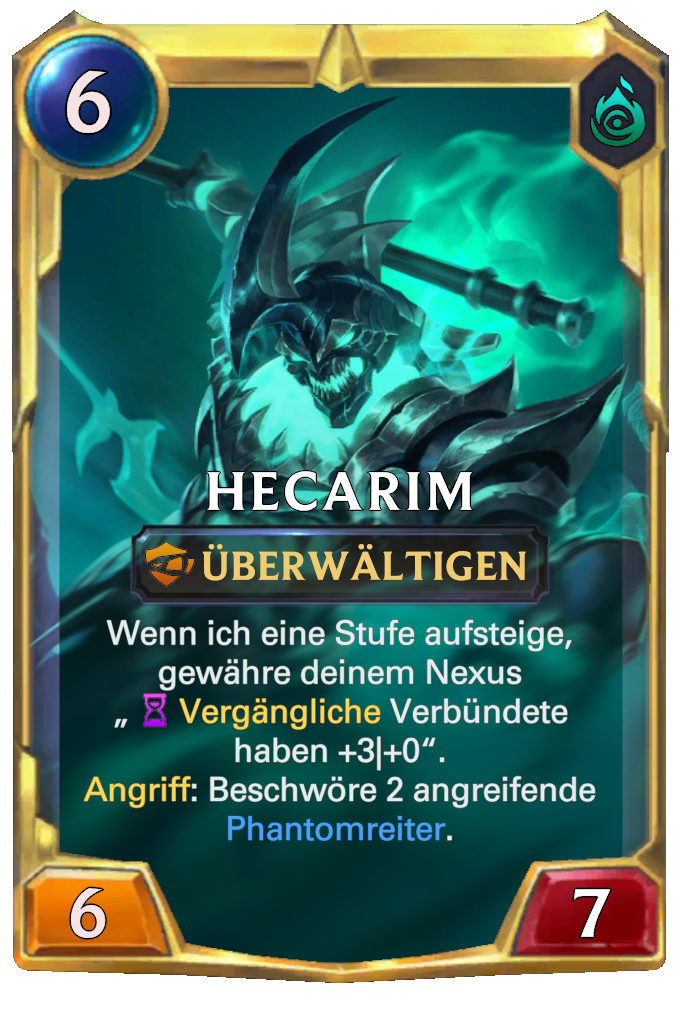 6
HECARIM
ÜBERWÄLTIGEN
Wenn ich eine Stufe aufsteige,
gewähre deinem Nexus
„ Vergängliche Verbündete
haben +3|+0“.
Angriff: Beschwöre 2 angreifende
Phantomreiter.
6
7